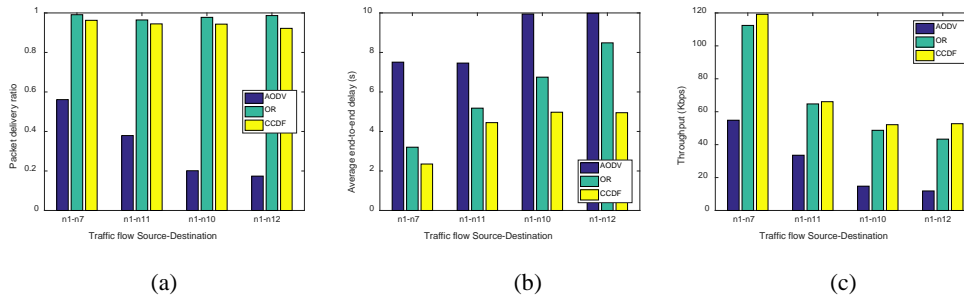 1
0.8
0.6
0.4
0.2
0
Packet delivery ratio
AODV
OR
CCDF
n1-n7
n1-n11
n1-n10
n1-n12
Traffic flow Source-Destination
(a)
10
8
6
4
2
0
Average end-to-end delay (s)
AODV
OR
CCDF
n1-n7
n1-n11
n1-n10
n1-n12
Traffic flow Source-Destination
(b)
120
100
80
60
40
20
0
Throughput (Kbps)
AODV
OR
CCDF
n1-n7
n1-n11
n1-n10
n1-n12
Traffic flow Source-Destination
(c)